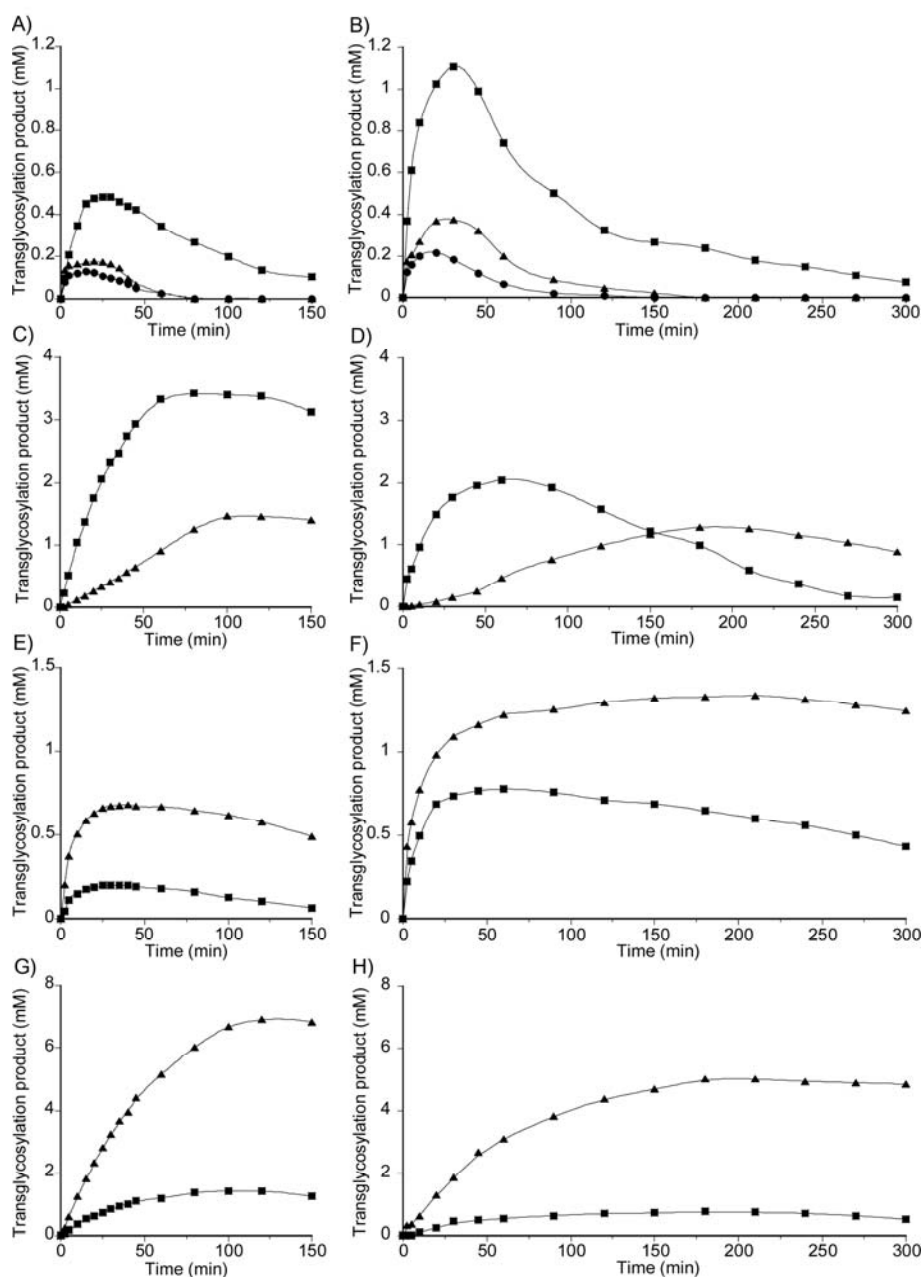 A)
Transglycosylation product (mM)
1.2
1
0.8
0.6
0.4
0.2
0
0 50 100 150
Time (min)
B)
Transglycosylation product (mM)
1.2
1
0.8
0.6
0.4
0.2
0
0 50 100 150 200 250 300
Time (min)
C)
Transglycosylation product (mM)
4
3
2
1
0
0 50 100 150
Time (min)
D)
Transglycosylation product (mM)
4
3
2
1
0
0 50 100 150 200 250 300
Time (min)
E)
Transglycosylation product (mM)
1.5
1
0.5
0
0 50 100 150
Time (min)
F)
Transglycosylation product (mM)
1.5
1
0.5
0
0 50 100 150 200 250 300
Time (min)
G)
Transglycosylation product (mM)
8
6
4
2
0
0 50 100 150
Time (min)
H)
Transglycosylation product (mM)
8
6
4
2
0
0 50 100 150 200 250 300
Time (min)